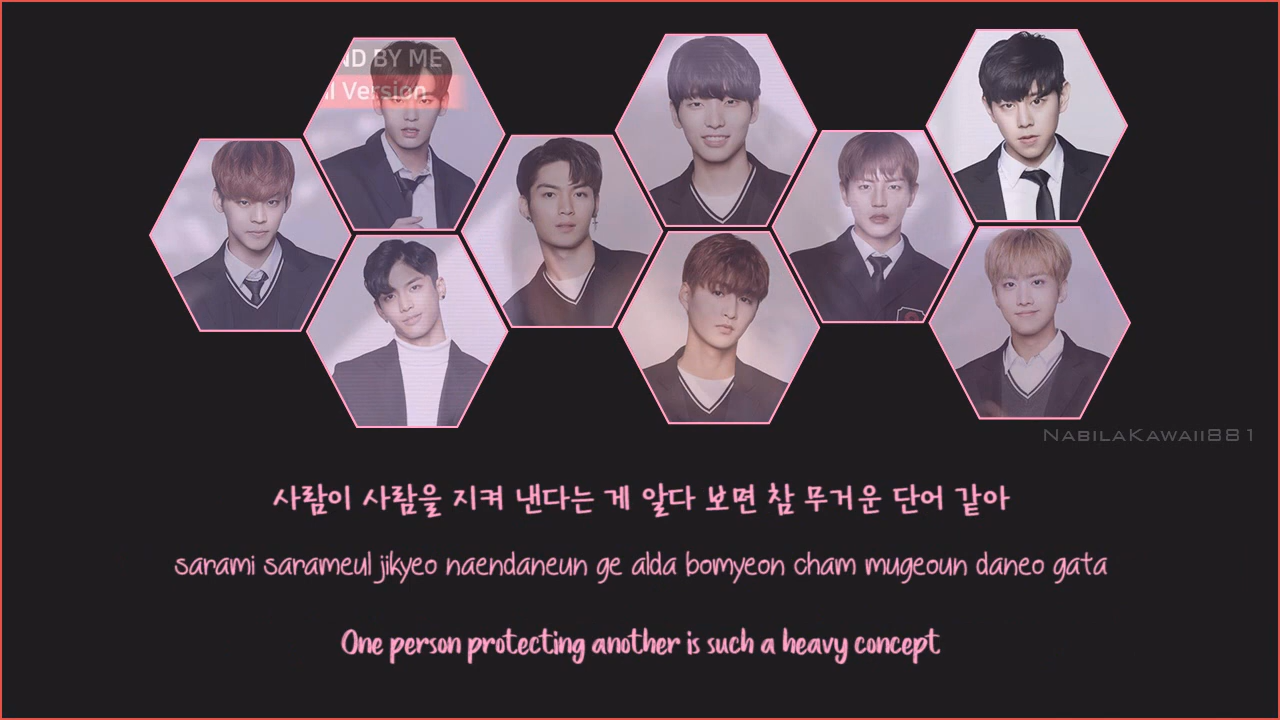 ND BY ME
ll Version
NabilaKawaii881
사람이 사람을 지켜 낸다는 게 알다 보면 참 무거운 단어 같아
sarami sarameul jikyeo naendaneun ge alda bomyeon cham mugeoun daneo gata
One person protecting another is such a heavy concept